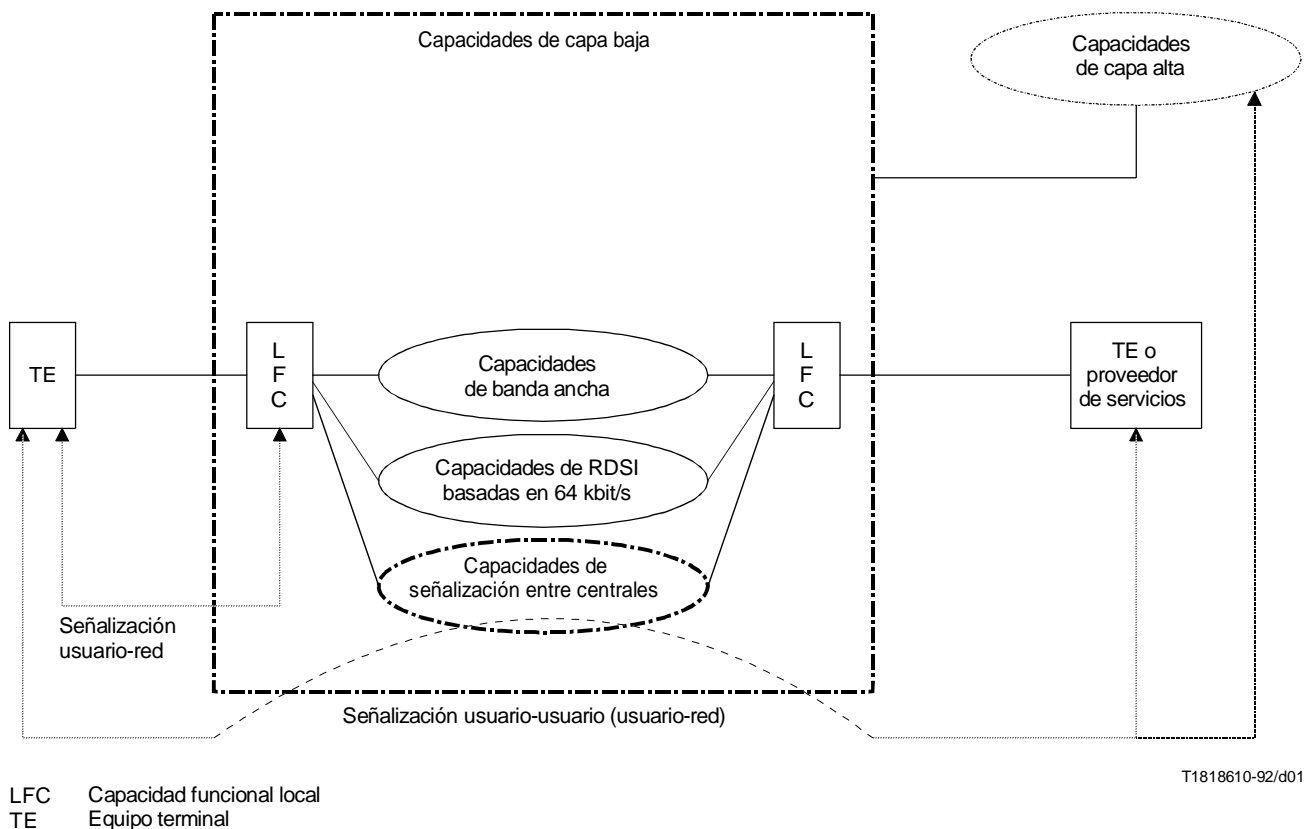 Capacidades de capa baja
Capacidades
de capa alta
TE
L
F
C
Capacidades
de banda ancha
L
F
C
TE o
proveedor
de servicios
Capacidades de RDSI
basadas en 64 kbit/s
Capacidades de
señalización entre centrales
Señalización
usuario-red
Señalización usuario-usuario (usuario-red)
T1818610-92/d01
LFC Capacidad funcional local
TE Equipo terminal